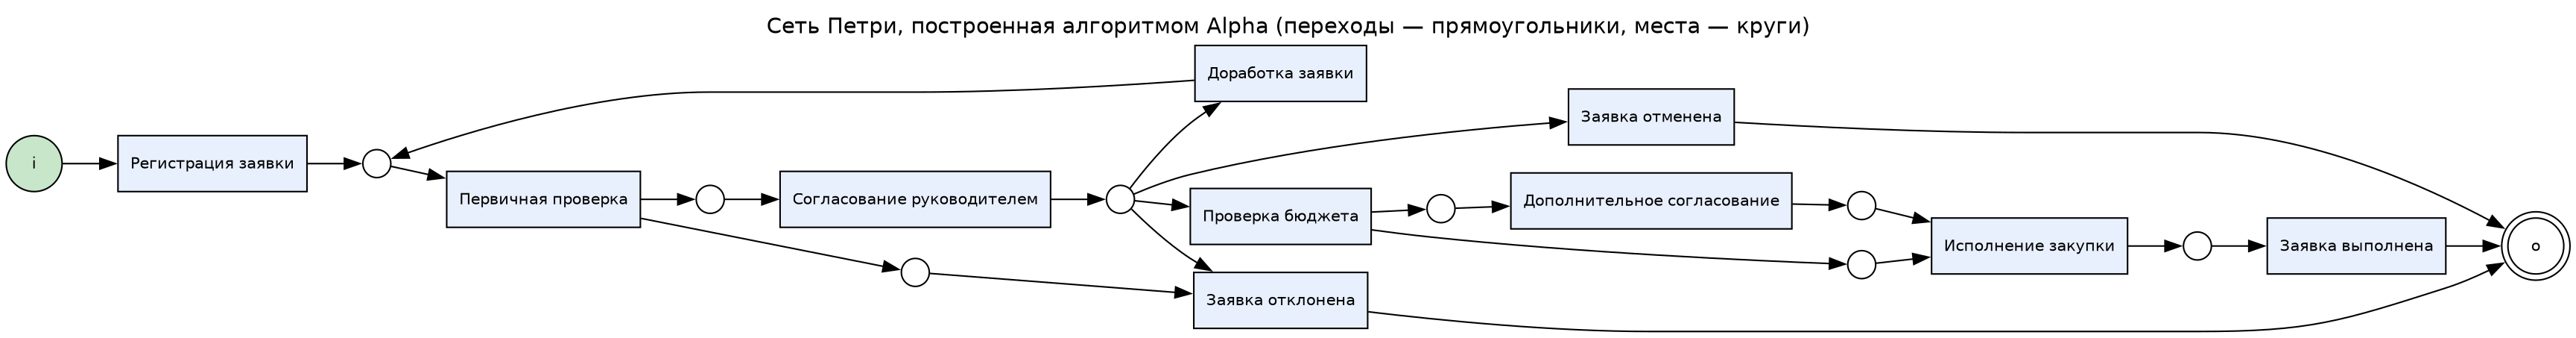 Сеть Петри, построенная алгоритмом Alpha (переходы — прямоугольники, места — круги)
Доработка заявки
Заявка отменена
i
Регистрация заявки
Первичная проверка
Согласование руководителем
Проверка бюджета
Дополнительное согласование
Исполнение закупки
Заявка выполнена
o
Заявка отклонена